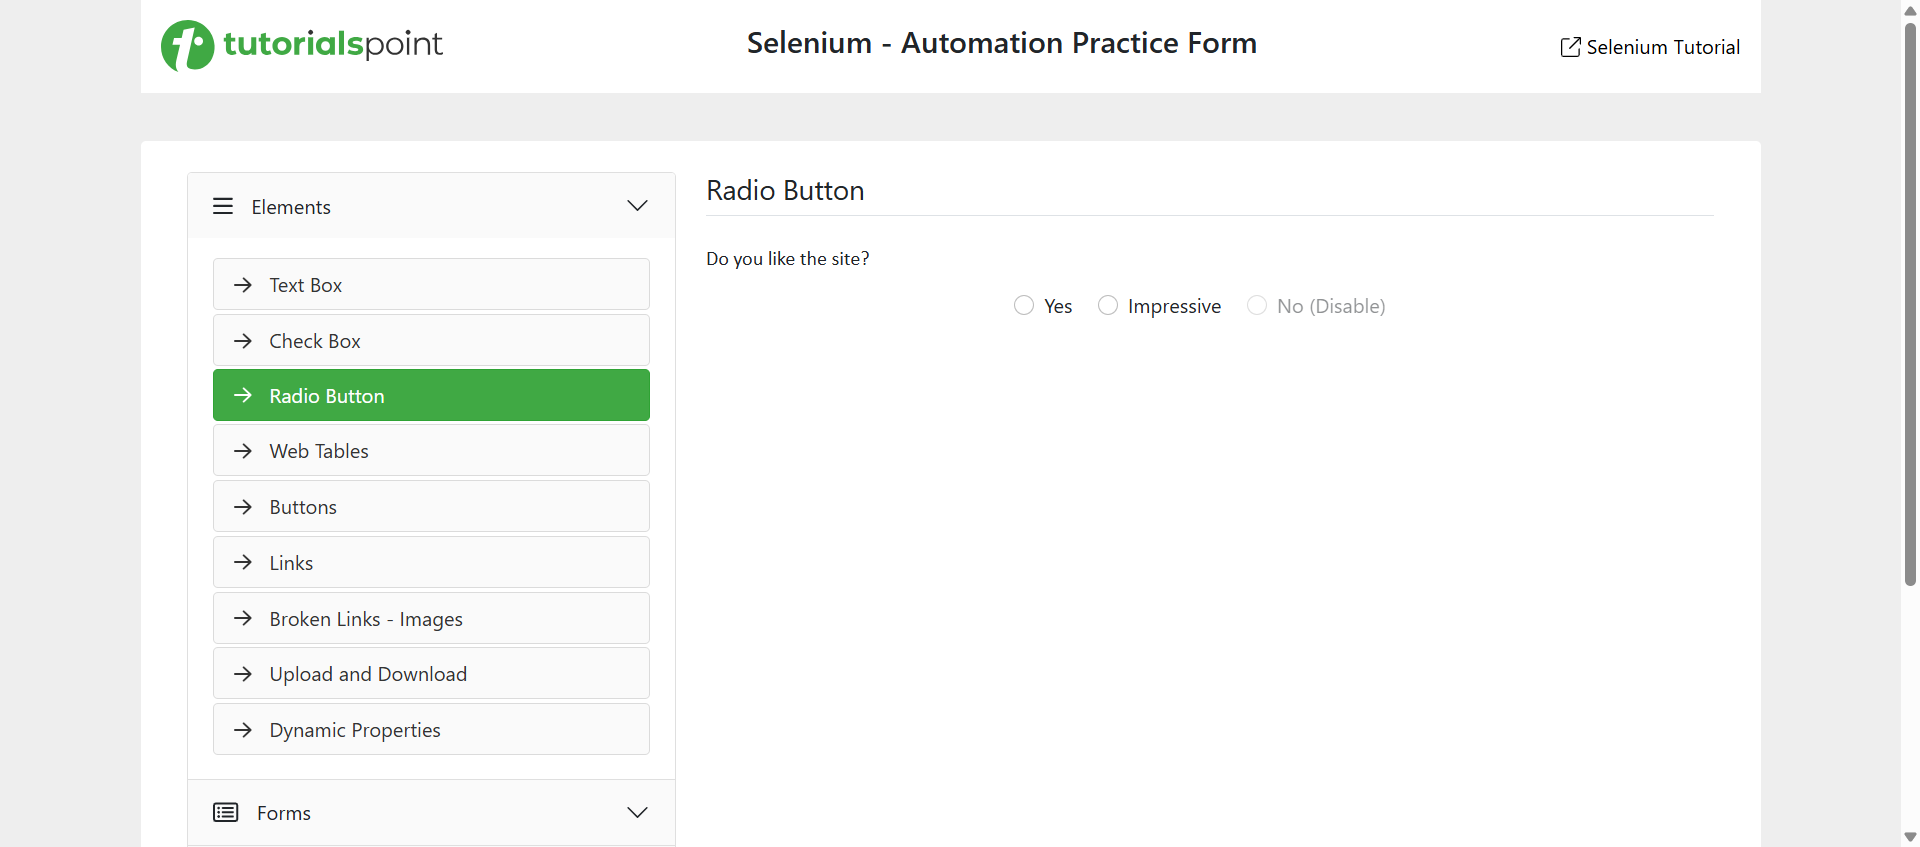 tutorialspoint
Selenium - Automation Practice Form
Selenium Tutorial
Elements
Text Box
Check Box
Radio Button
Web Tables
Buttons
Links
Broken Links - Images
Upload and Download
Dynamic Properties
Forms
Radio Button
Do you like the site?
Yes Impressive No (Disable)